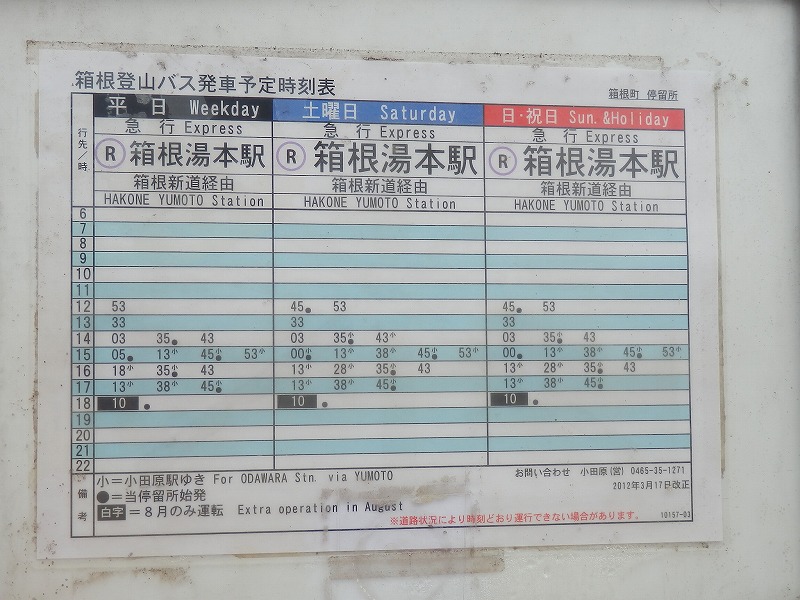 箱根登山バス発車予定時刻表
箱根町 停留所
行先/時
平 日 Weekday 土曜日 Saturday 日・祝日 Sun.&Holiday
急 行 Express 急 行 Express 急 行 Express
R 箱根湯本駅 R 箱根湯本駅 R 箱根湯本駅
箱根新道経由 箱根新道経由 箱根新道経由
HAKONE YUMOTO Station HAKONE YUMOTO Station HAKONE YUMOTO Station
6
7
8
9
10
11
12 53 45● 53 45● 53
13 33 33 33
14 03 35● 43 03 35小● 43小 03 35小● 43
15 05● 13小 45小● 53小 00小● 13小 38小 45小● 53小 00● 13小 38小 45小● 53小
16 18小 35小● 43 13小 28小 35小● 43 13小 28小 35小● 43
17 13小 38小 45小● 13小 38小 45小● 13小 38小 45小●
18 10 ● 10 ● 10 ●
19
20
21
22
備考
小=小田原駅ゆき For ODAWARA Stn. via YUMOTO
●=当停留所始発
白字=8月のみ運転 Extra operation in August
お問い合わせ 小田原(営) 0465-35-1271
2012年3月17日改正
※道路状況により時刻どおり運行できない場合があります。
10157-03